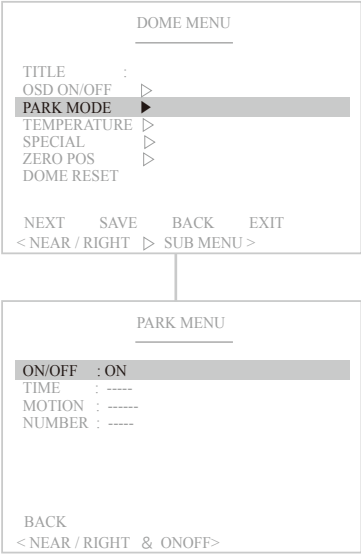 DOME MENU
TITLE :
OSD ON/OFF ▷
PARK MODE ▶
TEMPERATURE ▷
SPECIAL ▷
ZERO POS ▷
DOME RESET
NEXT SAVE BACK EXIT
< NEAR / RIGHT ▷ SUB MENU >
PARK MENU
ON/OFF : ON
TIME : -----
MOTION : ------
NUMBER : -----
BACK
< NEAR / RIGHT & ONOFF>